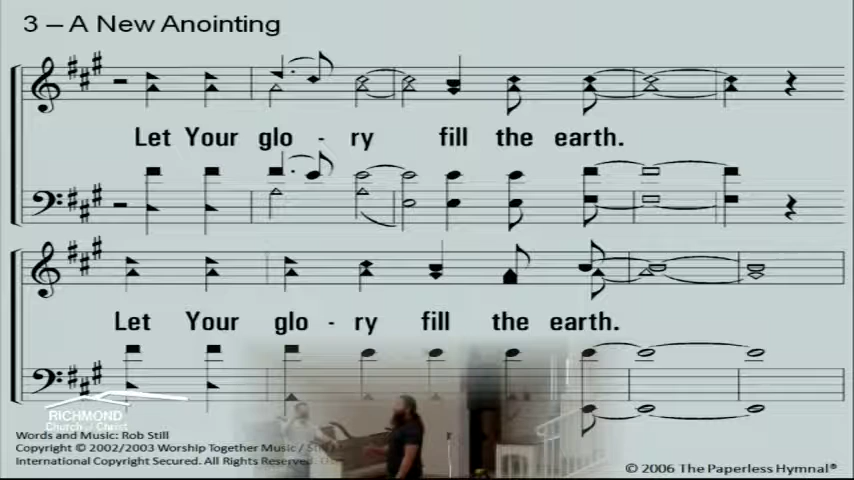 3 – A New Anointing
Let Your glo - ry fill the earth.
Let Your glo - ry fill the earth.
RICHMOND
Church of Christ
Words and Music: Rob Still
Copyright © 2002/2003 Worship Together Music /
International Copyright Secured. All Rights Reserved.
© 2006 The Paperless Hymnal®